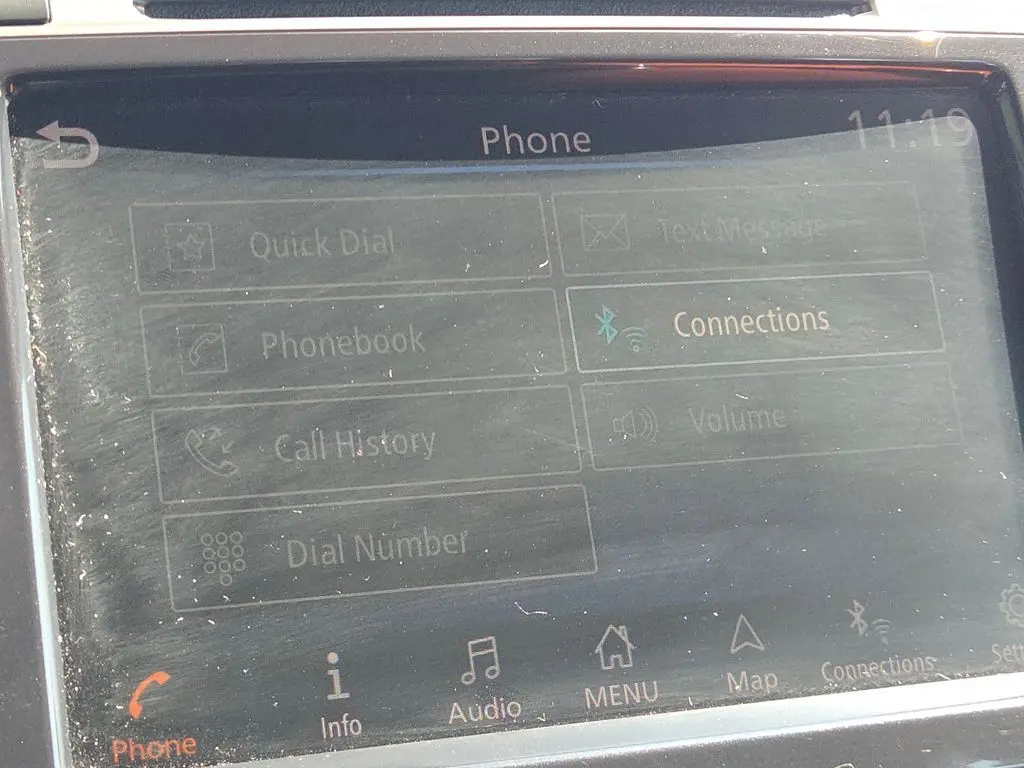 Phone
11:19
Quick Dial
Text Message
Phonebook
Connections
Call History
Volume
Dial Number
Phone
Info
Audio
MENU
Map
Connections
Sett